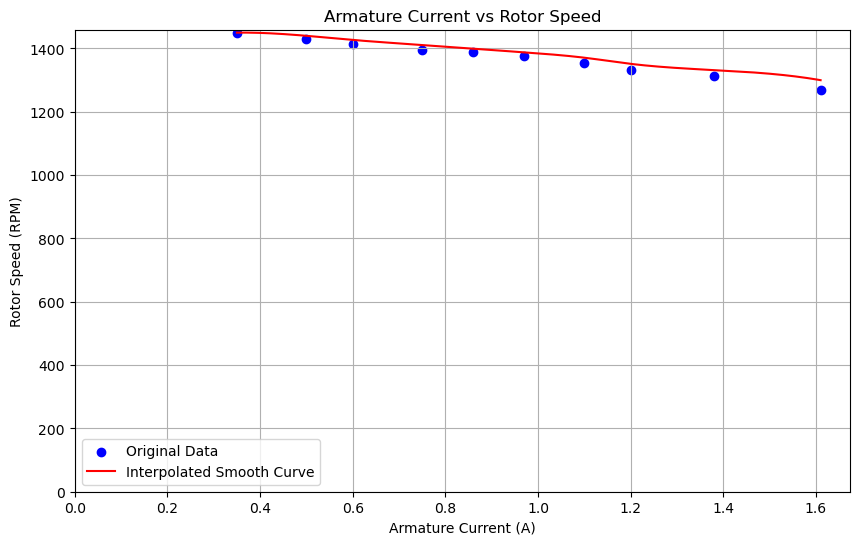 Armature Current vs Rotor Speed
Rotor Speed (RPM)
1400
1200
1000
800
600
400
200
0
0.0 0.2 0.4 0.6 0.8 1.0 1.2 1.4 1.6
Armature Current (A)
Original Data
Interpolated Smooth Curve